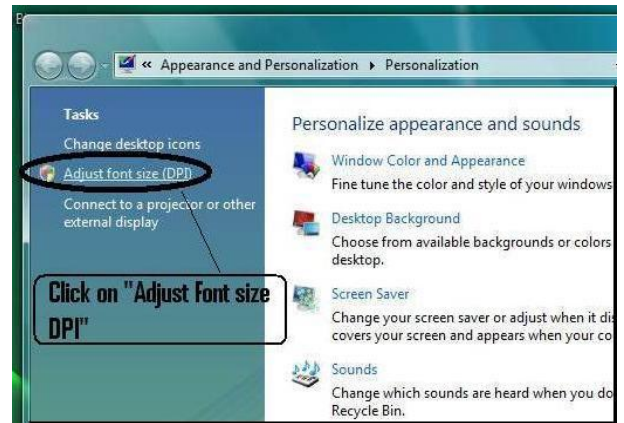 « Appearance and Personalization ▸ Personalization
Tasks
Change desktop icons
Adjust font size (DPI)
Connect to a projector or other
external display
Click on "Adjust Font size
DPI"
Personalize appearance and sounds
Window Color and Appearance
Fine tune the color and style of your windows
Desktop Background
Choose from available backgrounds or colors
desktop.
Screen Saver
Change your screen saver or adjust when it dis
covers your screen and appears when your co
Sounds
Change which sounds are heard when you do
Recycle Bin.